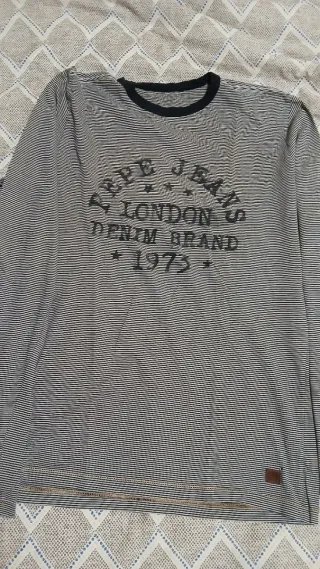 PEPE JEANS
LONDON
DENIM BRAND
1973